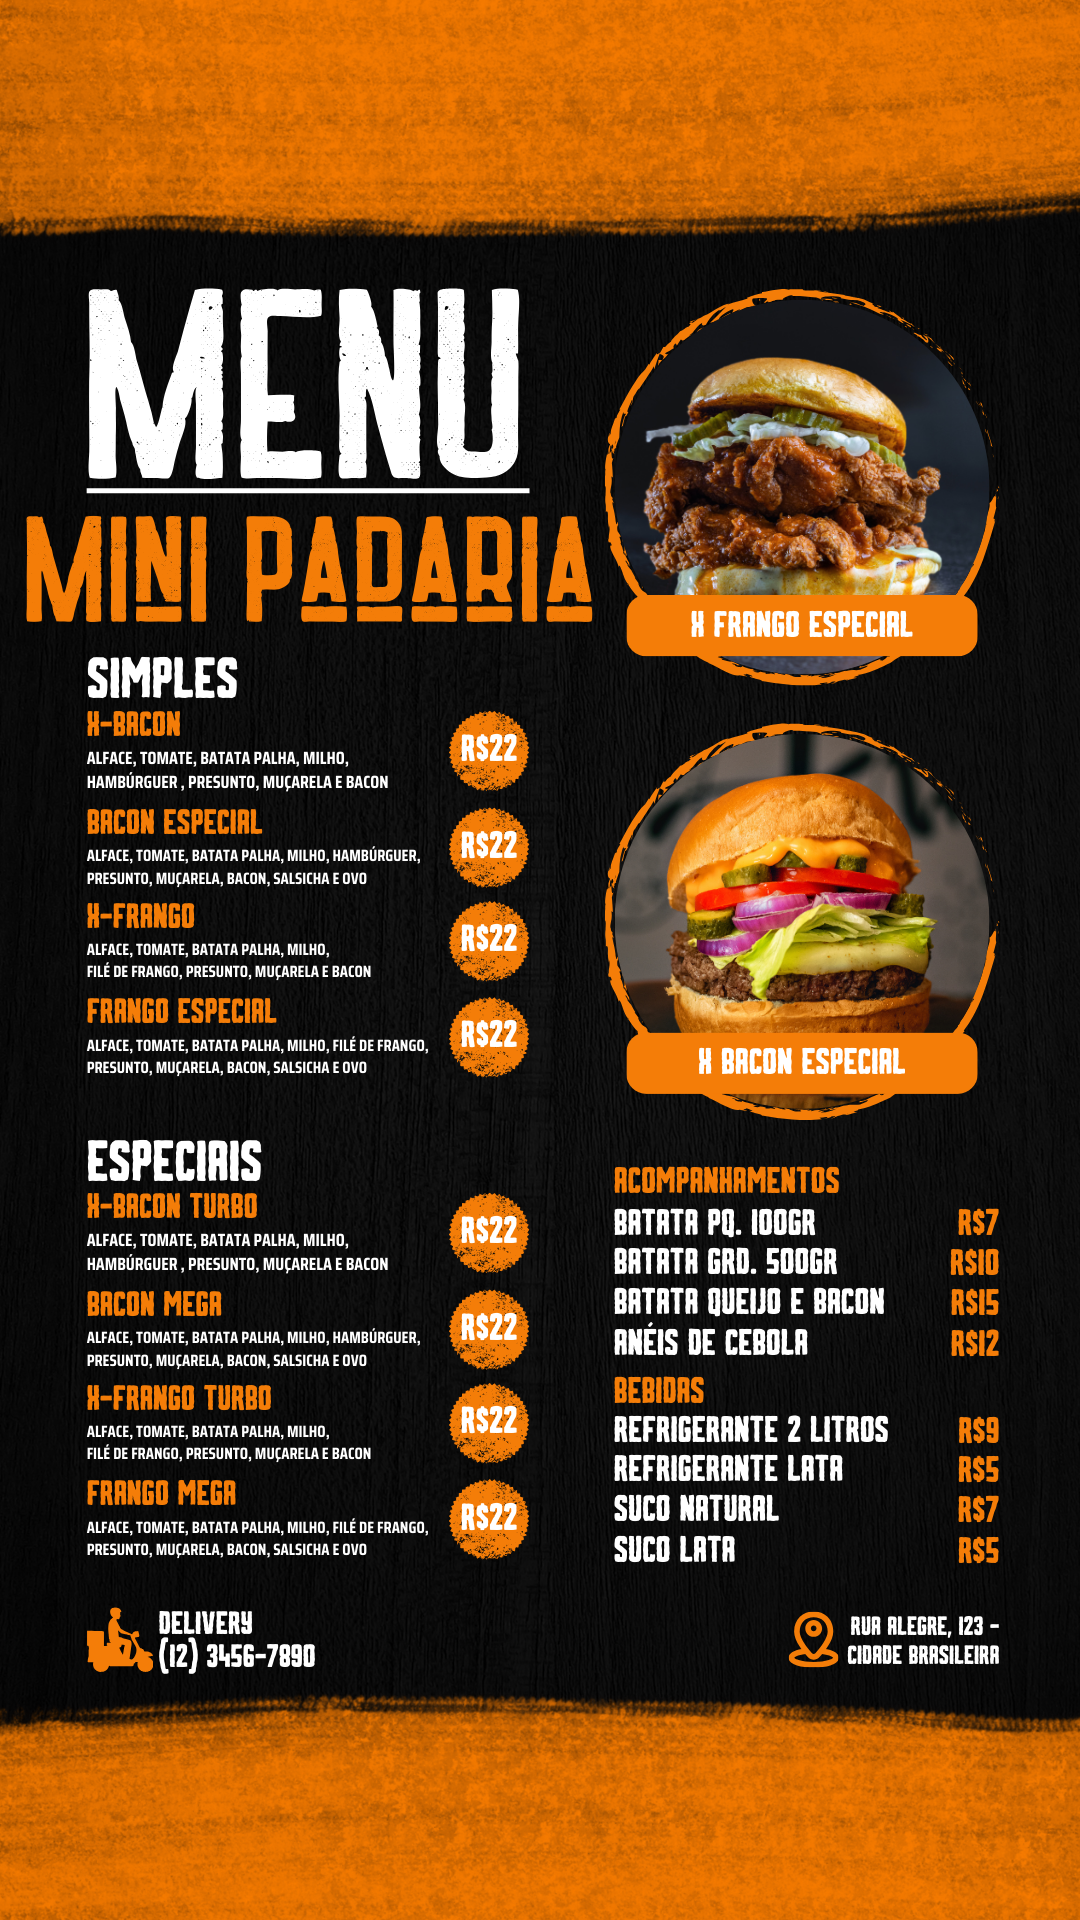 MENU
MINI PADARIA
SIMPLES
X-BACON
ALFACE, TOMATE, BATATA PALHA, MILHO,
HAMBÚRGUER , PRESUNTO, MUÇARELA E BACON
R$22
BACON ESPECIAL
ALFACE, TOMATE, BATATA PALHA, MILHO, HAMBÚRGUER,
PRESUNTO, MUÇARELA, BACON, SALSICHA E OVO
R$22
X-FRANGO
ALFACE, TOMATE, BATATA PALHA, MILHO,
FILÉ DE FRANGO, PRESUNTO, MUÇARELA E BACON
R$22
FRANGO ESPECIAL
ALFACE, TOMATE, BATATA PALHA, MILHO, FILÉ DE FRANGO,
PRESUNTO, MUÇARELA, BACON, SALSICHA E OVO
R$22
ESPECIAIS
X-BACON TURBO
ALFACE, TOMATE, BATATA PALHA, MILHO,
HAMBÚRGUER , PRESUNTO, MUÇARELA E BACON
R$22
BACON MEGA
ALFACE, TOMATE, BATATA PALHA, MILHO, HAMBÚRGUER,
PRESUNTO, MUÇARELA, BACON, SALSICHA E OVO
R$22
X-FRANGO TURBO
ALFACE, TOMATE, BATATA PALHA, MILHO,
FILÉ DE FRANGO, PRESUNTO, MUÇARELA E BACON
R$22
FRANGO MEGA
ALFACE, TOMATE, BATATA PALHA, MILHO, FILÉ DE FRANGO,
PRESUNTO, MUÇARELA, BACON, SALSICHA E OVO
R$22
X FRANGO ESPECIAL
X BACON ESPECIAL
ACOMPANHAMENTOS
BATATA PQ. 100GR R$7
BATATA GRD. 500GR R$10
BATATA QUEIJO E BACON R$15
ANÉIS DE CEBOLA R$12
BEBIDAS
REFRIGERANTE 2 LITROS R$9
REFRIGERANTE LATA R$5
SUCO NATURAL R$7
SUCO LATA R$5
DELIVERY
(12) 3456-7890
RUA ALEGRE, 123 -
CIDADE BRASILEIRA